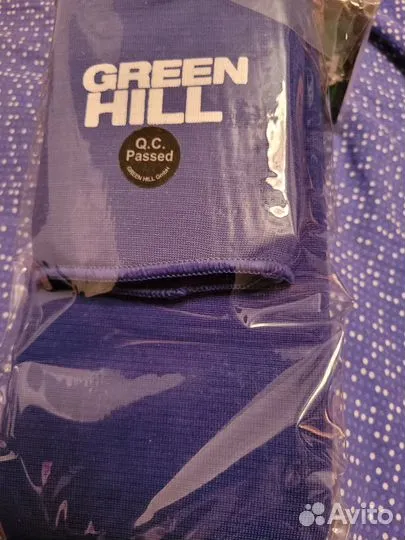 GREEN
HILL
Q.C.
Passed
GREEN HILL GmbH
Avito